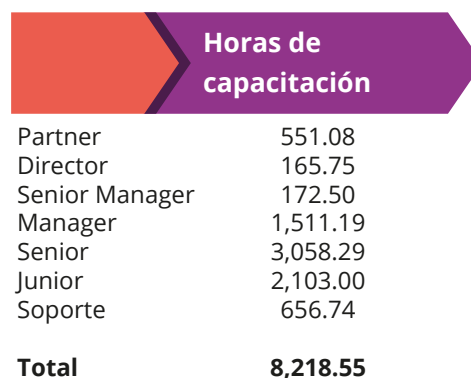 Horas de
capacitación
Partner 551.08
Director 165.75
Senior Manager 172.50
Manager 1,511.19
Senior 3,058.29
Junior 2,103.00
Soporte 656.74
Total 8,218.55